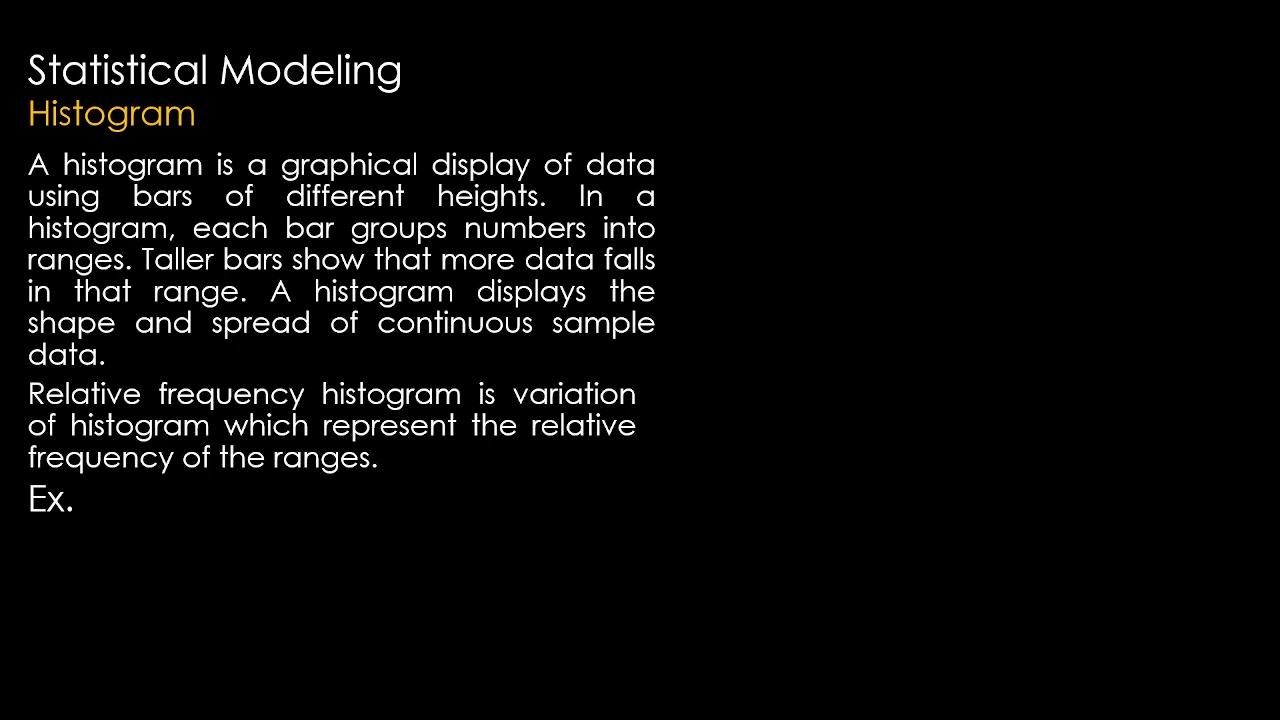 Statistical Modeling
Histogram
A histogram is a graphical display of data
using bars of different heights. In a
histogram, each bar groups numbers into
ranges. Taller bars show that more data falls
in that range. A histogram displays the
shape and spread of continuous sample
data.
Relative frequency histogram is variation
of histogram which represent the relative
frequency of the ranges.
Ex.